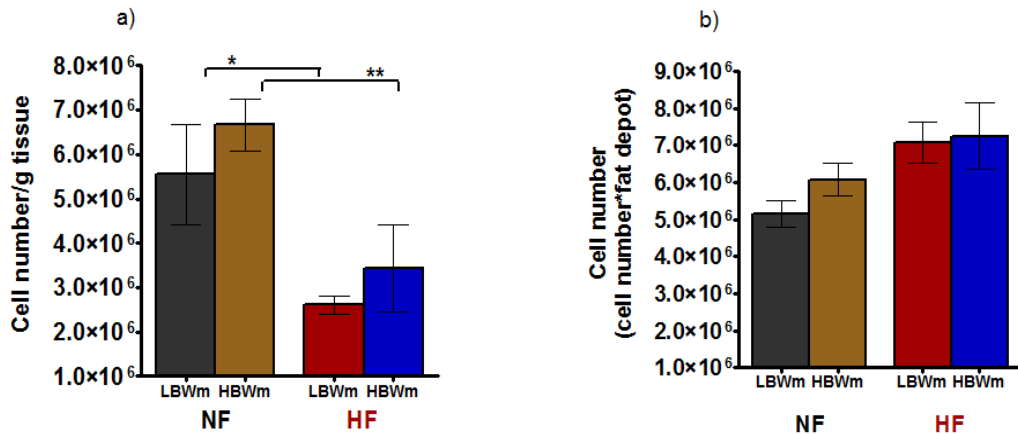 a)
Cell number/g tissue
8.0×10⁶
7.0×10⁶
6.0×10⁶
5.0×10⁶
4.0×10⁶
3.0×10⁶
2.0×10⁶
1.0×10⁶
*
**
LBWm HBWm LBWm HBWm
NF HF
b)
Cell number
(cell number*fat depot)
9.0×10⁶
8.0×10⁶
7.0×10⁶
6.0×10⁶
5.0×10⁶
4.0×10⁶
3.0×10⁶
2.0×10⁶
1.0×10⁶
LBWm HBWm LBWm HBWm
NF HF